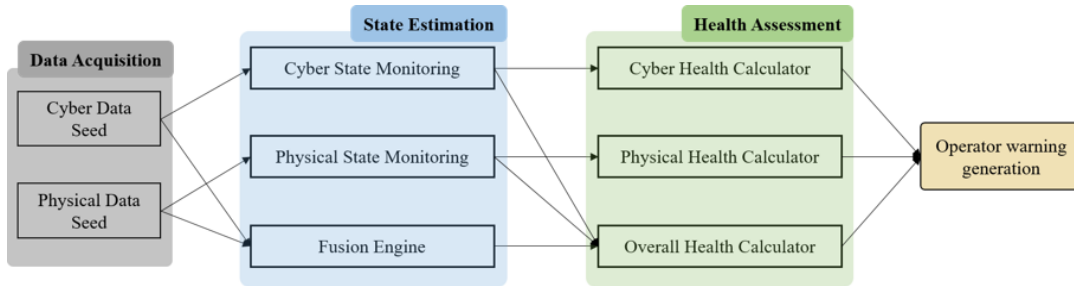 Data Acquisition
Cyber Data
Seed
Physical Data
Seed
State Estimation
Cyber State Monitoring
Physical State Monitoring
Fusion Engine
Health Assessment
Cyber Health Calculator
Physical Health Calculator
Overall Health Calculator
Operator warning
generation